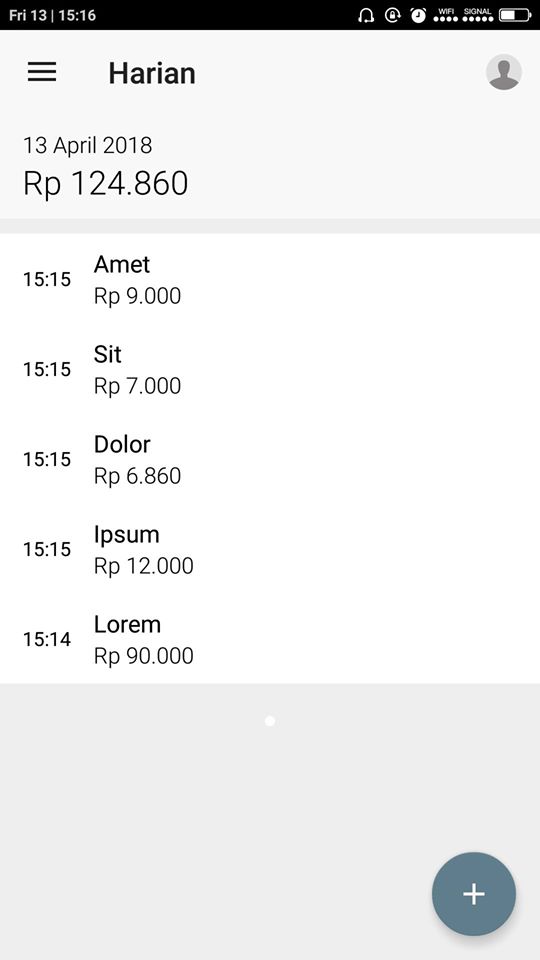 Fri 13 | 15:16
WIFI
SIGNAL
Harian
13 April 2018
Rp 124.860
15:15
Amet
Rp 9.000
15:15
Sit
Rp 7.000
15:15
Dolor
Rp 6.860
15:15
Ipsum
Rp 12.000
15:14
Lorem
Rp 90.000
+